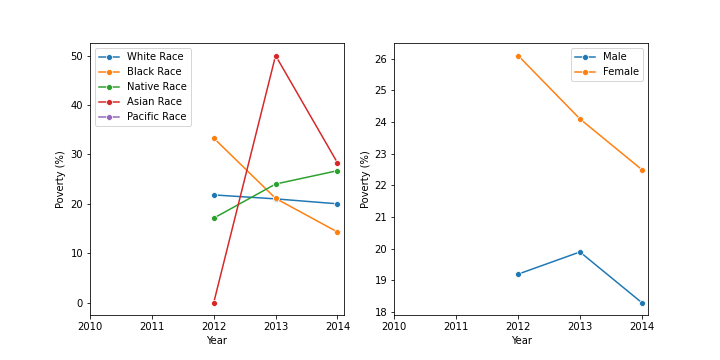 White Race
Black Race
Native Race
Asian Race
Pacific Race
50
40
30
20
10
0
Poverty (%)
2010 2011 2012 2013 2014
Year
Male
Female
26
25
24
23
22
21
20
19
18
Poverty (%)
2010 2011 2012 2013 2014
Year